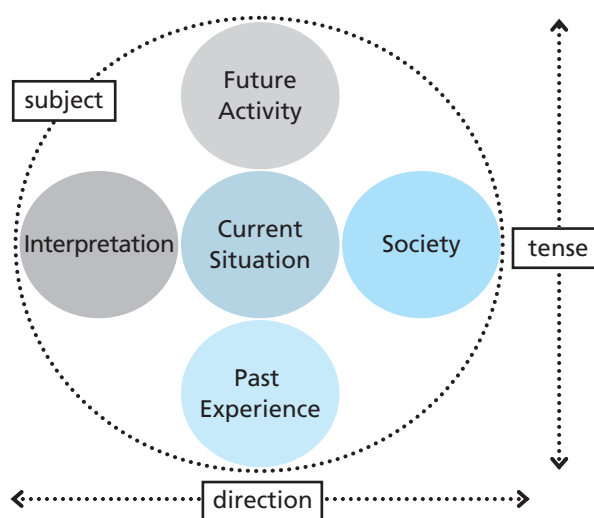 subject
Future
Activity
Interpretation
Current
Situation
Society
tense
Past
Experience
direction